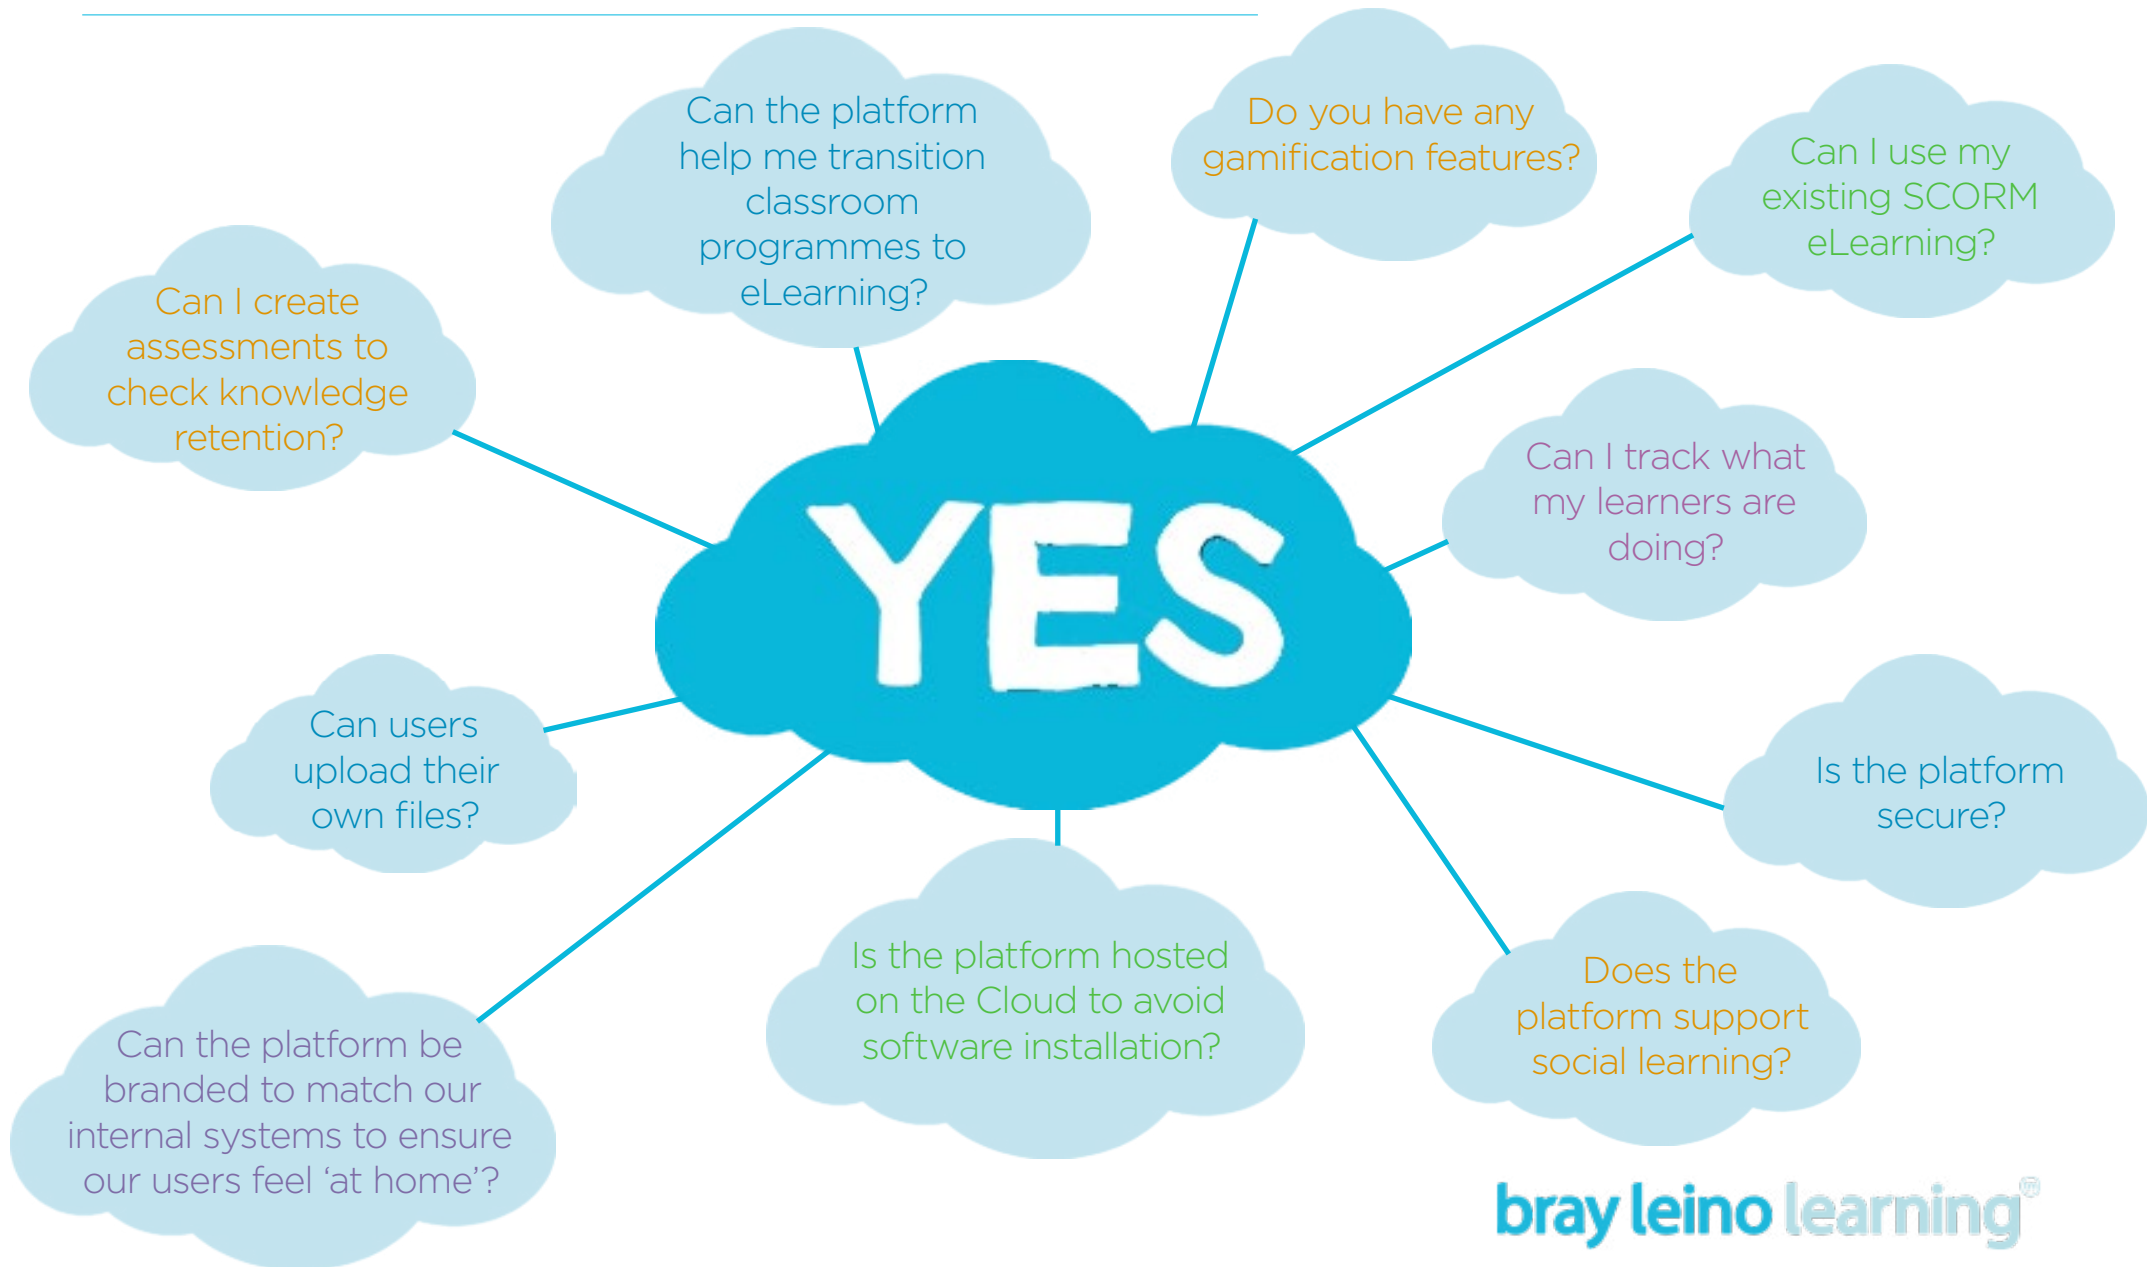 Can the platform
help me transition
classroom
programmes to
eLearning?
Do you have any
gamification features?
Can I use my
existing SCORM
eLearning?
Can I create
assessments to
check knowledge
retention?
Can I track what
my learners are
doing?
YES
Can users
upload their
own files?
Is the platform
secure?
Is the platform hosted
on the Cloud to avoid
software installation?
Does the
platform support
social learning?
Can the platform be
branded to match our
internal systems to ensure
our users feel ‘at home’?
bray leino learning